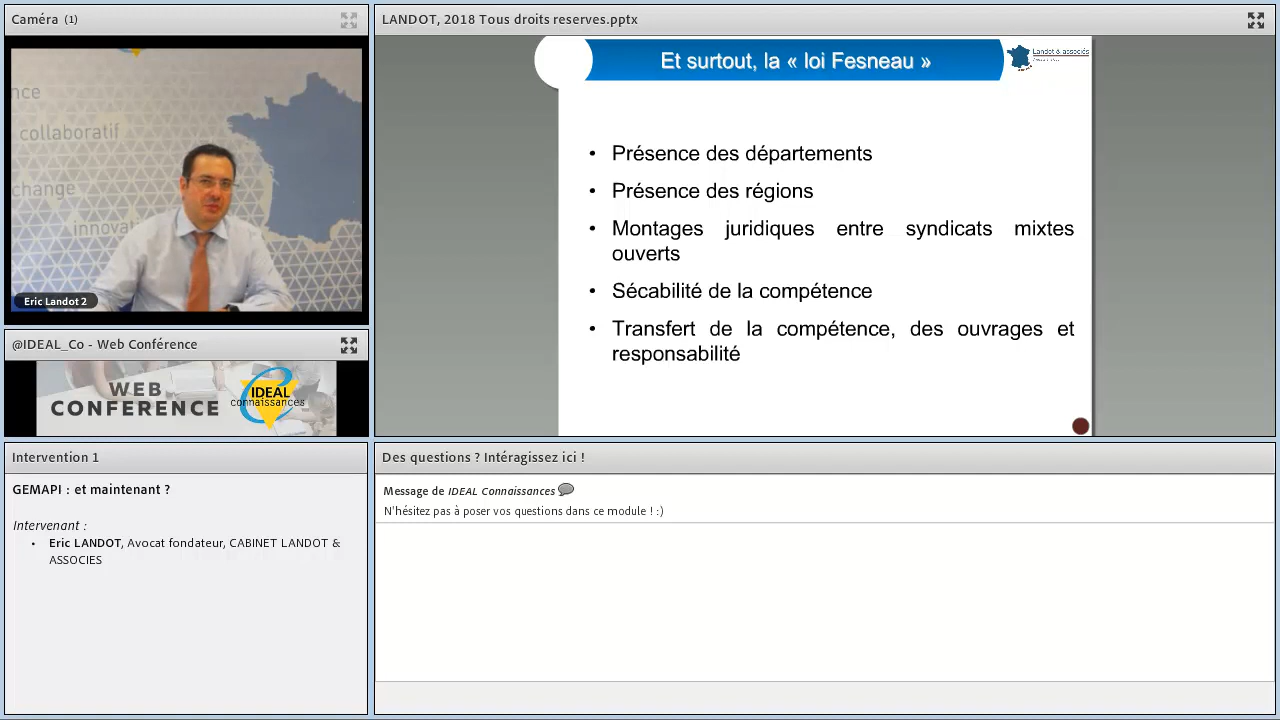 Caméra (1)
nce
collaboratif
change
innovat
Eric Landot 2
@IDEAL_Co - Web Conférence
WEB
CONFERENCE
IDEAL
connaissances
LANDOT, 2018 Tous droits reserves.pptx
Et surtout, la « loi Fesneau »
Landot & associés
• Présence des départements
• Présence des régions
• Montages juridiques entre syndicats mixtes
ouverts
• Sécabilité de la compétence
• Transfert de la compétence, des ouvrages et
responsabilité
Intervention 1
GEMAPI : et maintenant ?
Intervenant :
• Eric LANDOT, Avocat fondateur, CABINET LANDOT &
ASSOCIES
Des questions ? Intéragissez ici !
Message de IDEAL Connaissances
N'hésitez pas à poser vos questions dans ce module ! :)